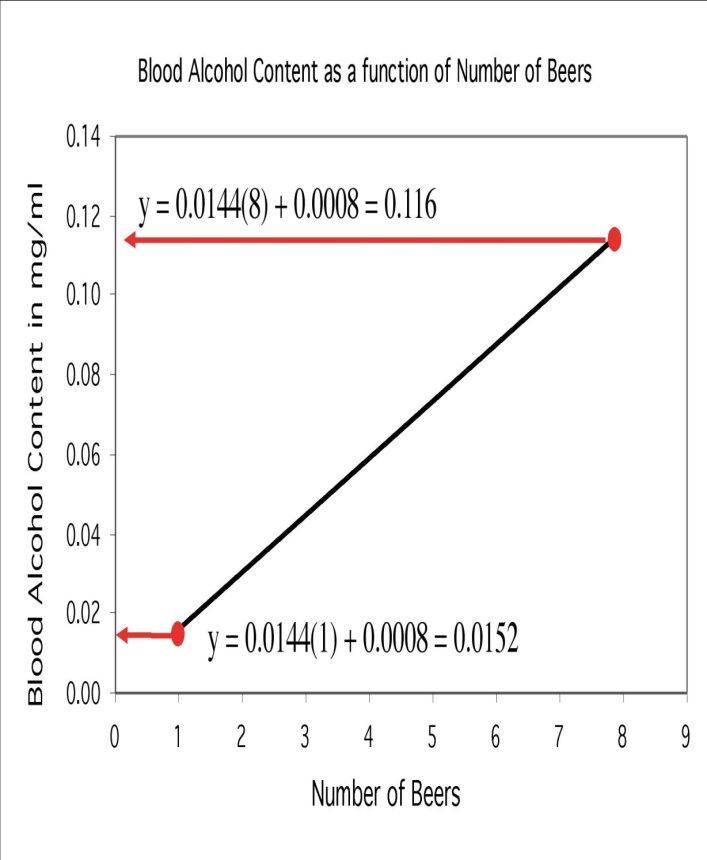 Blood Alcohol Content as a function of Number of Beers
0.14
y = 0.0144(8) + 0.0008 = 0.116
0.12
0.10
0.08
0.06
0.04
0.02
y = 0.0144(1) + 0.0008 = 0.0152
0.00
Blood Alcohol Content in mg/ml
0 1 2 3 4 5 6 7 8 9
Number of Beers